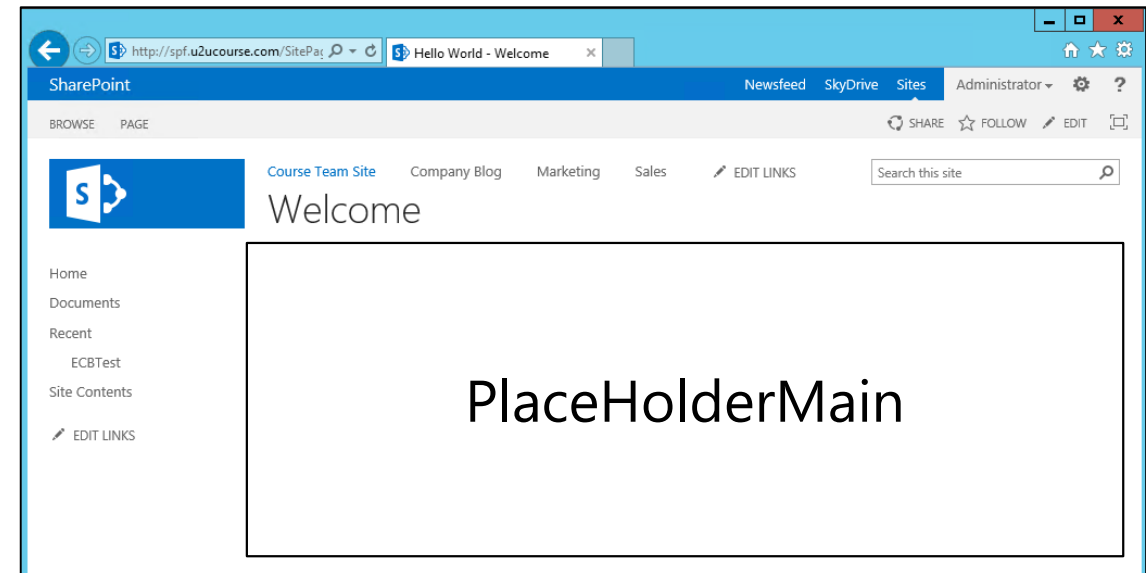 http://spf.u2ucourse.com/SitePag
Hello World - Welcome
SharePoint
Newsfeed SkyDrive Sites Administrator ?
BROWSE PAGE
SHARE FOLLOW EDIT
S
Course Team Site Company Blog Marketing Sales EDIT LINKS
Search this site
Welcome
Home
Documents
Recent
ECBTest
Site Contents
EDIT LINKS
PlaceHolderMain